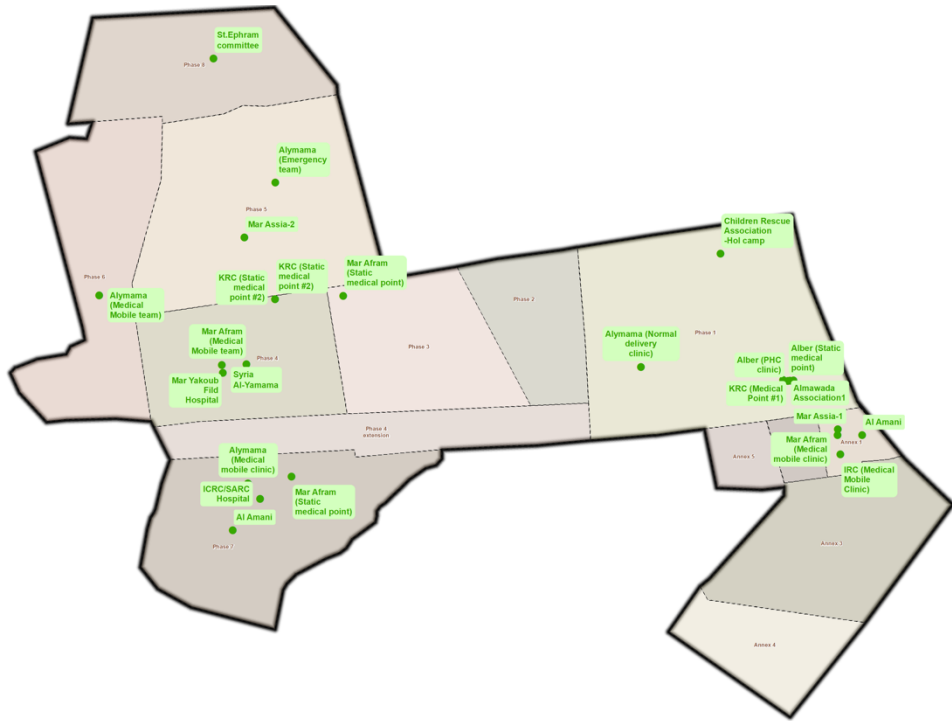 St.Ephram
committee
Phase 8
Alymama
(Emergency
team)
Phase 5
Mar Assia-2
Children Rescue
Association
-Hol camp
KRC (Static
medical
point #2)
KRC (Static
medical
point #2)
Mar Afram
(Static
medical point)
Phase 6
Alymama
(Medical
Mobile team)
Phase 2
Mar Afram
(Medical
Mobile team)
Phase 4
Phase 3
Phase 1
Alymama (Normal
delivery
clinic)
Alber (PHC
clinic)
Alber (Static
medical
point)
Mar Yakoub
Fild
Hospital
Syria
Al-Yamama
KRC (Medical
Point #1)
Almawada
Association1
Mar Assia-1
Al Amani
Phase 4
extension
Mar Afram
(Medical
mobile clinic)
Annex 1
Annex 5
IRC (Medical
Mobile
Clinic)
Alymama
(Medical
mobile clinic)
ICRC/SARC
Hospital
Mar Afram
(Static
medical point)
Al Amani
Phase 7
Annex 3
Annex 4